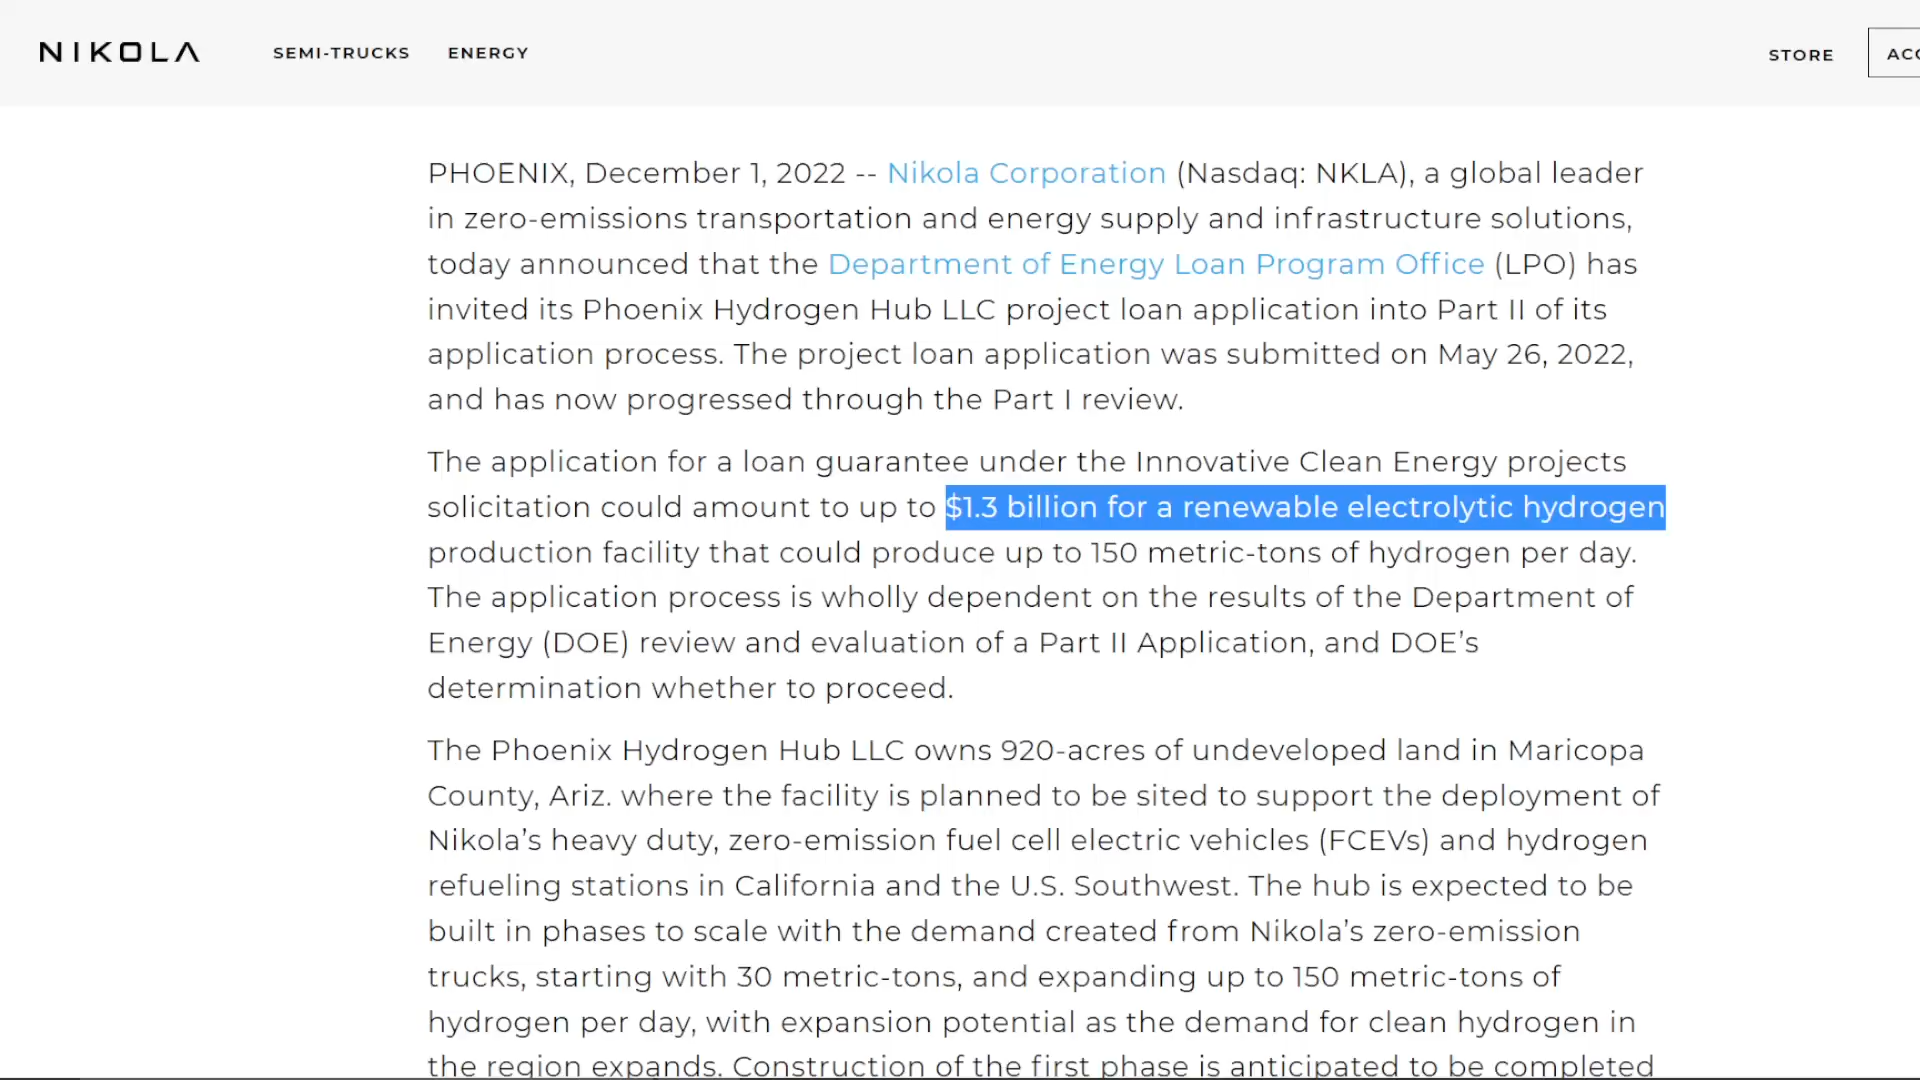 NIKOLA SEMI-TRUCKS ENERGY STORE
PHOENIX, December 1, 2022 -- Nikola Corporation (Nasdaq: NKLA), a global leader
in zero-emissions transportation and energy supply and infrastructure solutions,
today announced that the Department of Energy Loan Program Office (LPO) has
invited its Phoenix Hydrogen Hub LLC project loan application into Part II of its
application process. The project loan application was submitted on May 26, 2022,
and has now progressed through the Part I review.
The application for a loan guarantee under the Innovative Clean Energy projects
solicitation could amount to up to $1.3 billion for a renewable electrolytic hydrogen
production facility that could produce up to 150 metric-tons of hydrogen per day.
The application process is wholly dependent on the results of the Department of
Energy (DOE) review and evaluation of a Part II Application, and DOE’s
determination whether to proceed.
The Phoenix Hydrogen Hub LLC owns 920-acres of undeveloped land in Maricopa
County, Ariz. where the facility is planned to be sited to support the deployment of
Nikola’s heavy duty, zero-emission fuel cell electric vehicles (FCEVs) and hydrogen
refueling stations in California and the U.S. Southwest. The hub is expected to be
built in phases to scale with the demand created from Nikola’s zero-emission
trucks, starting with 30 metric-tons, and expanding up to 150 metric-tons of
hydrogen per day, with expansion potential as the demand for clean hydrogen in
the region expands. Construction of the first phase is anticipated to be completed